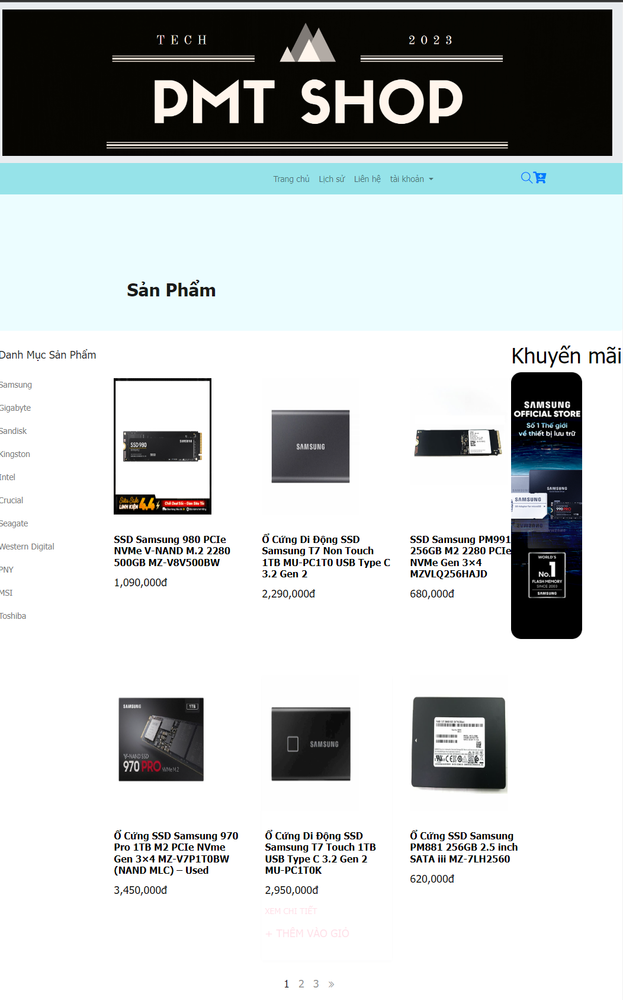 TECH
2023
PMT SHOP
Trang chủ
Lịch sử
Liên hệ
tài khoản
Sản Phẩm
Danh Mục Sản Phẩm
Samsung
Gigabyte
Sandisk
Kingston
Intel
Crucial
Seagate
Western Digital
PNY
MSI
Toshiba
SAMSUNG
SSD 980
Siêu Sale
LINH KIỆN 4.4
Chất Deal Sốc - Giao Siêu Tốc
SSD Samsung 980 PCIe
NVMe V-NAND M.2 2280
500GB MZ-V8V500BW
1,090,000đ
SAMSUNG
Ổ Cứng Di Động SSD
Samsung T7 Non Touch
1TB MU-PC1T0 USB Type C
3.2 Gen 2
2,290,000đ
SSD Samsung PM991
256GB M2 2280 PCIe
NVMe Gen 3×4
MZVLQ256HAJD
680,000đ
Khuyến mãi
SAMSUNG
OFFICIAL STORE
Số 1 Thế giới
về thiết bị lưu trữ
SAMSUNG
SAMSUNG
990 PRO
WORLD'S
No.1
FLASH MEMORY
SINCE 2003
SAMSUNG
SAMSUNG
1TB
V-NAND SSD
970 PRO NVMe M.2
Ổ Cứng SSD Samsung 970
Pro 1TB M2 PCIe NVme
Gen 3×4 MZ-V7P1T0BW
(NAND MLC) – Used
3,450,000đ
SAMSUNG
Ổ Cứng Di Động SSD
Samsung T7 Touch 1TB
USB Type C 3.2 Gen 2
MU-PC1T0K
2,950,000đ
XEM CHI TIẾT
+ THÊM VÀO GIỎ
Ổ Cứng SSD Samsung
PM881 256GB 2.5 inch
SATA iii MZ-7LH2560
620,000đ
1 2 3 »